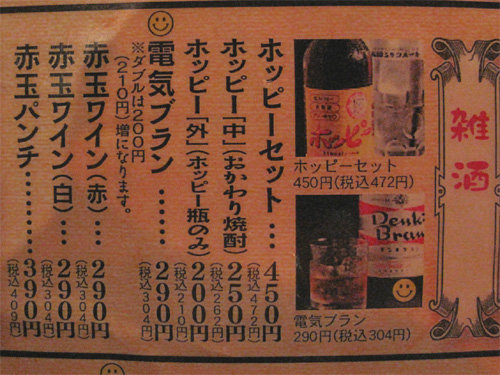 雑酒
ホッピー
ホッピーセット
450円(税込472円)
Denki
Bran
電気ブラン
290円(税込304円)
ホッピーセット…450円
(税込472円)
ホッピー「中」(おかわり焼酎)250円
(税込262円)
ホッピー「外」(ホッピー瓶のみ)200円
(税込210円)
電気ブラン……290円
(税込304円)
※ダブルは200円
(210円)増になります。
赤玉ワイン(赤)…290円
(税込304円)
赤玉ワイン(白)…290円
(税込304円)
赤玉パンチ………390円
(税込409円)